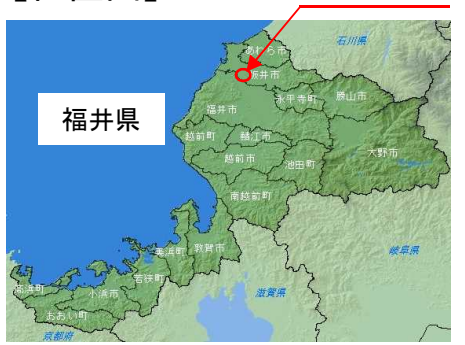 石川県
あわら市
坂井市
福井市
永平寺町
勝山市
福井県
越前町
鯖江市
大野市
越前市
池田町
南越前町
敦賀市
美浜町
岐阜県
若狭町
高浜町
小浜市
滋賀県
おおい町
京都府